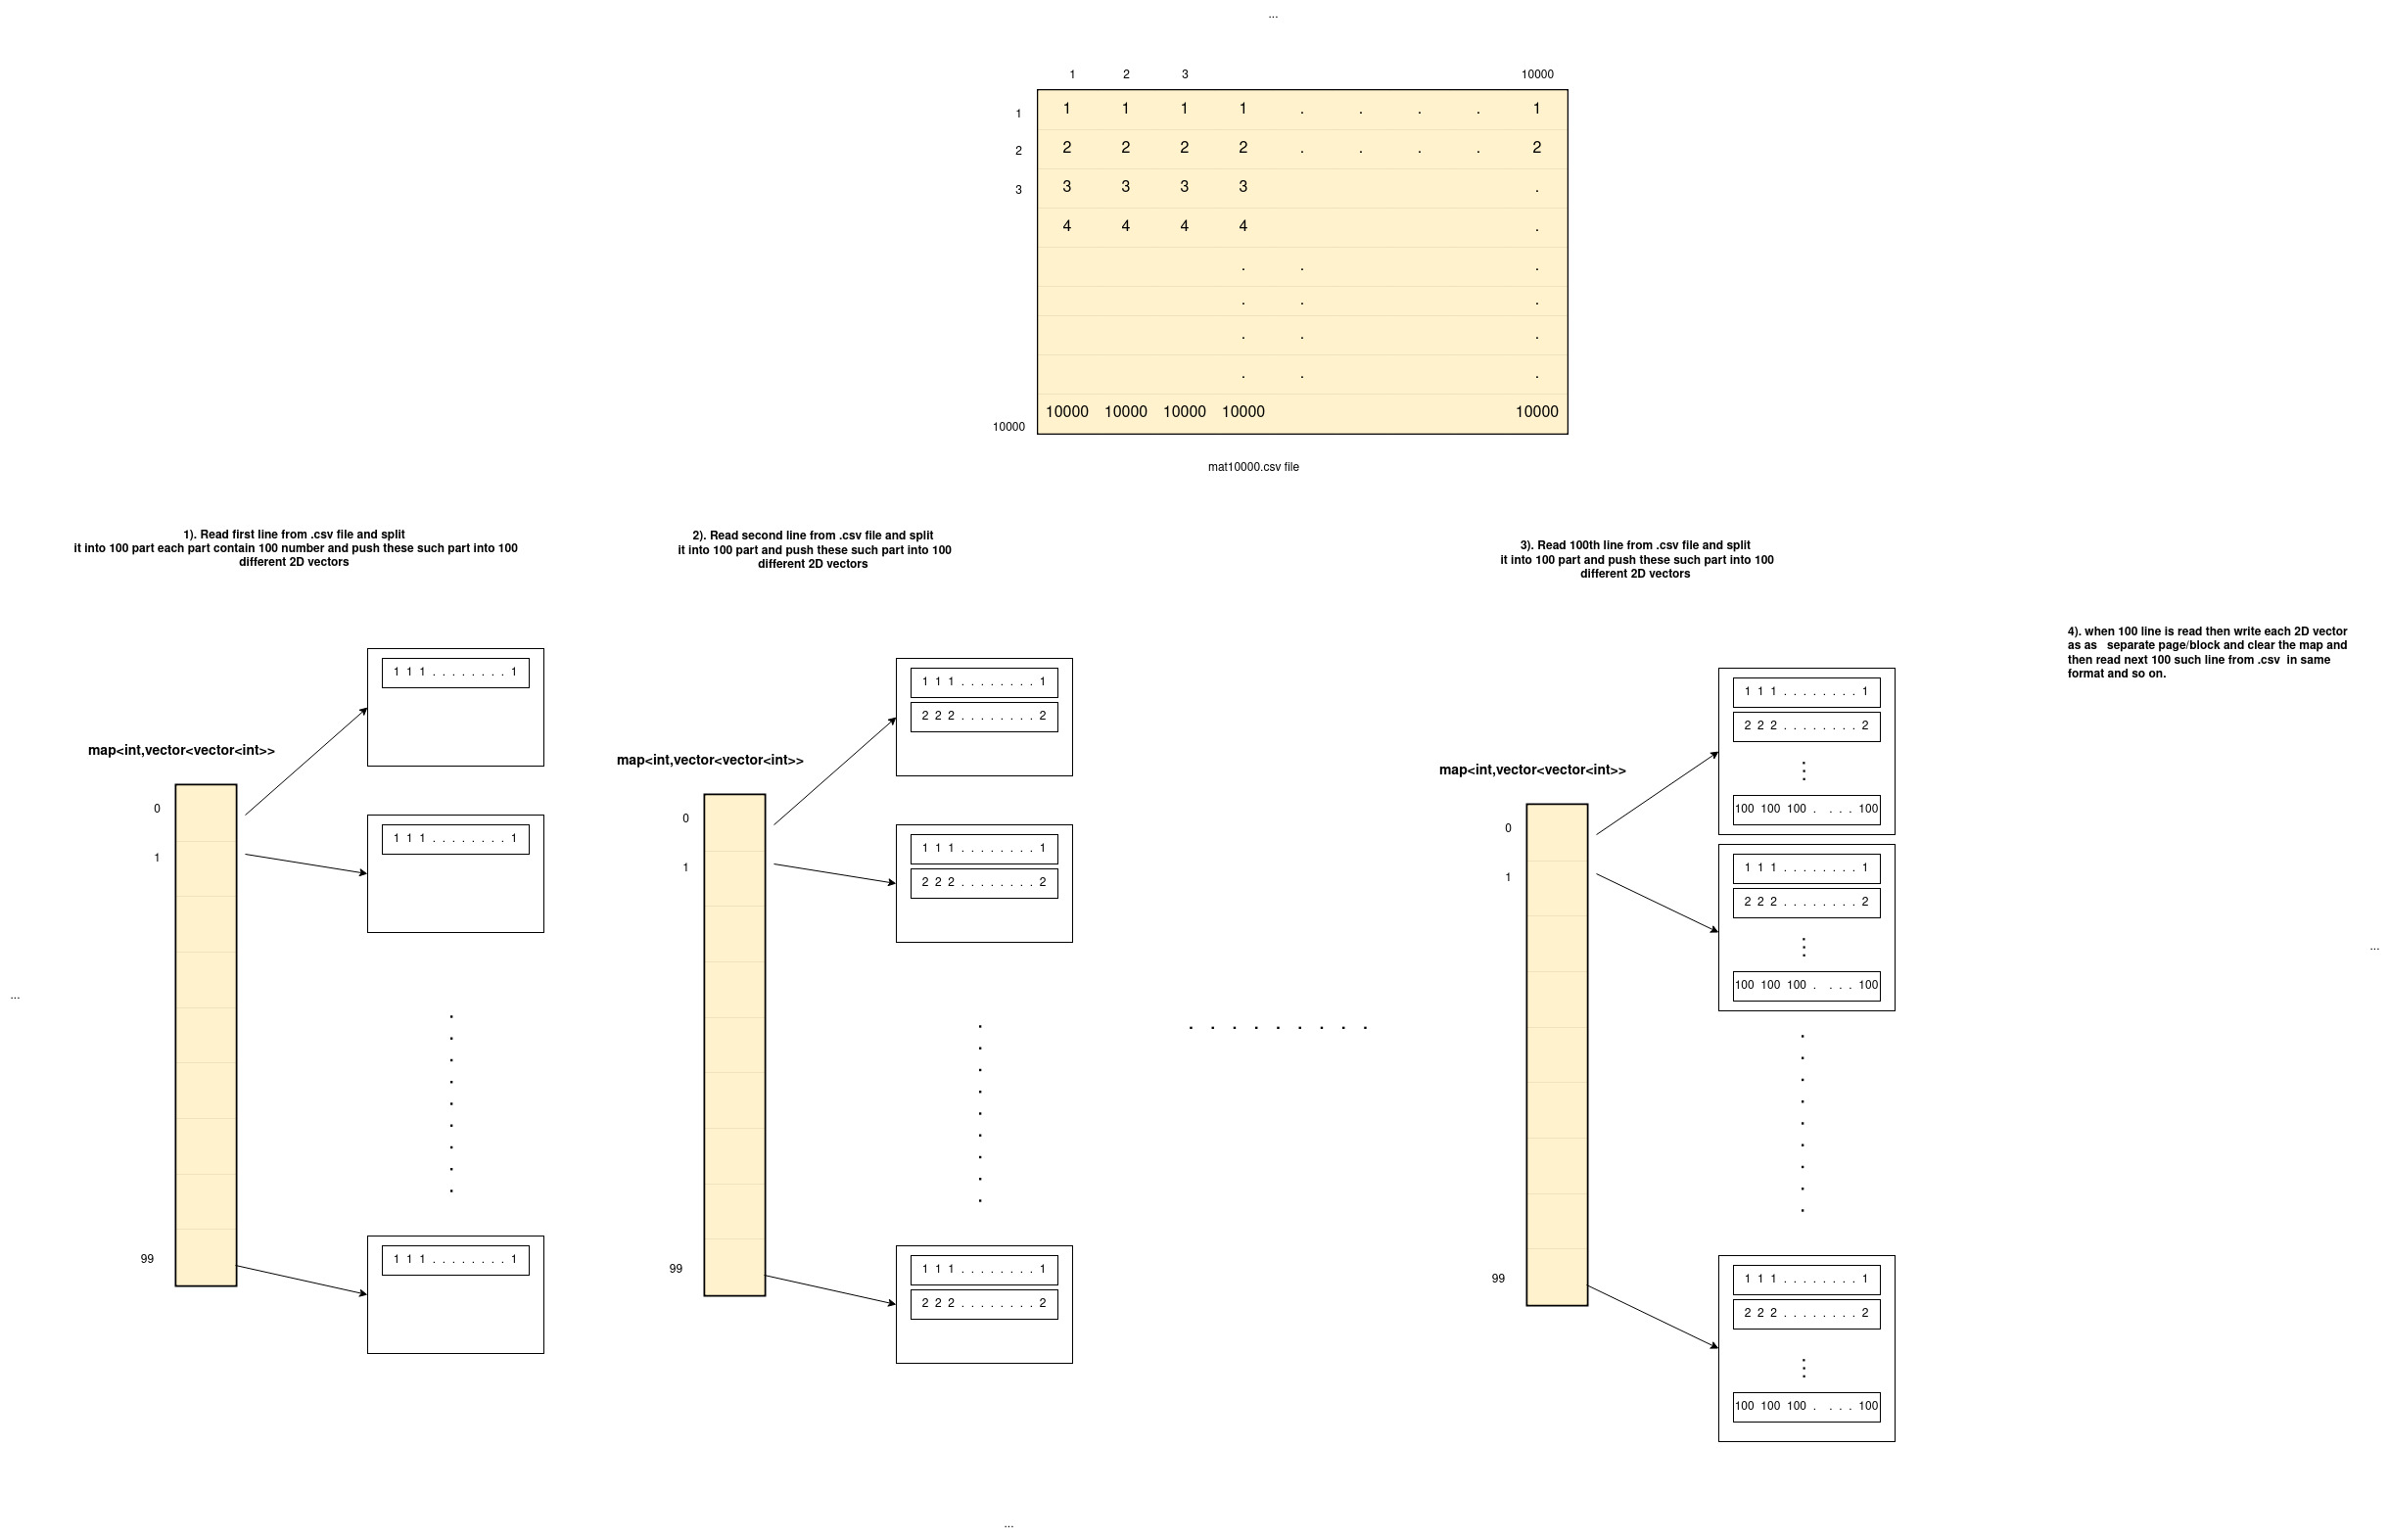 ...
1 2 3 10000
1 1 1 1 1 . . . . 1
2 2 2 2 2 . . . . 2
3 3 3 3 3 .
4 4 4 4 .
. . .
. . .
. . .
. . .
10000 10000 10000 10000 10000
10000
mat10000.csv file
1). Read first line from .csv file and split
it into 100 part each part contain 100 number and push these such part into 100
different 2D vectors
map<int,vector<vector<int>>
0
1
99
1 1 1 . . . . . . . . 1
1 1 1 . . . . . . . . 1
1 1 1 . . . . . . . . 1
2). Read second line from .csv file and split
it into 100 part and push these such part into 100
different 2D vectors
map<int,vector<vector<int>>
0
1
99
1 1 1 . . . . . . . . 1
2 2 2 . . . . . . . . 2
1 1 1 . . . . . . . . 1
2 2 2 . . . . . . . . 2
1 1 1 . . . . . . . . 1
2 2 2 . . . . . . . . 2
. . . . . . . . .
3). Read 100th line from .csv file and split
it into 100 part and push these such part into 100
different 2D vectors
map<int,vector<vector<int>>
0
1
99
1 1 1 . . . . . . . . 1
2 2 2 . . . . . . . . 2
100 100 100 . . . . 100
1 1 1 . . . . . . . . 1
2 2 2 . . . . . . . . 2
100 100 100 . . . . 100
1 1 1 . . . . . . . . 1
2 2 2 . . . . . . . . 2
100 100 100 . . . . 100
4). when 100 line is read then write each 2D vector
as as separate page/block and clear the map and
then read next 100 such line from .csv in same
format and so on.
...
...
...